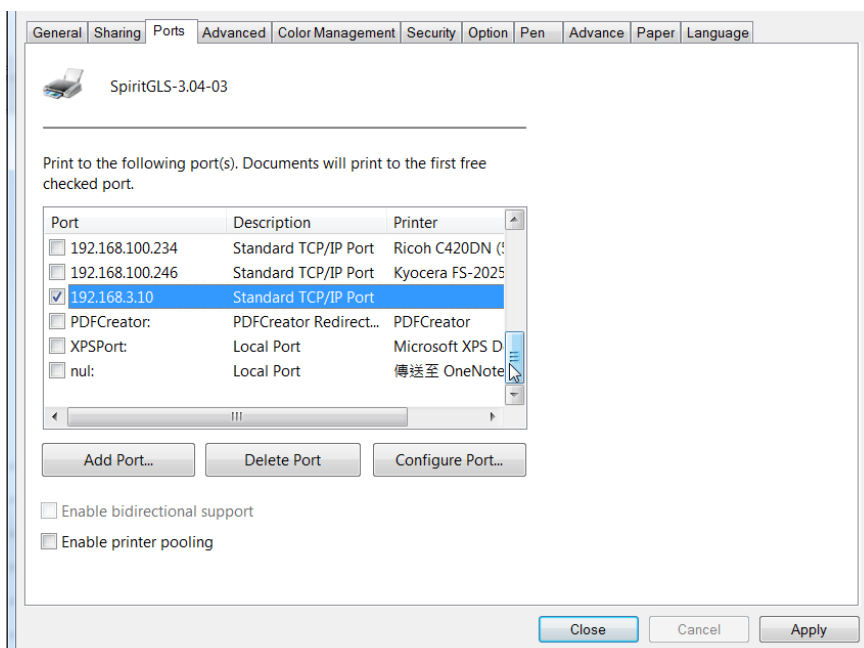 General Sharing Ports Advanced Color Management Security Option Pen Advance Paper Language
SpiritGLS-3.04-03
Print to the following port(s). Documents will print to the first free
checked port.
Port Description Printer
192.168.100.234 Standard TCP/IP Port Ricoh C420DN (
192.168.100.246 Standard TCP/IP Port Kyocera FS-2025
192.168.3.10 Standard TCP/IP Port
PDFCreator: PDFCreator Redirect... PDFCreator
XPSPort: Local Port Microsoft XPS D
nul: Local Port 傳送至 OneNote
Add Port... Delete Port Configure Port...
Enable bidirectional support
Enable printer pooling
Close Cancel Apply